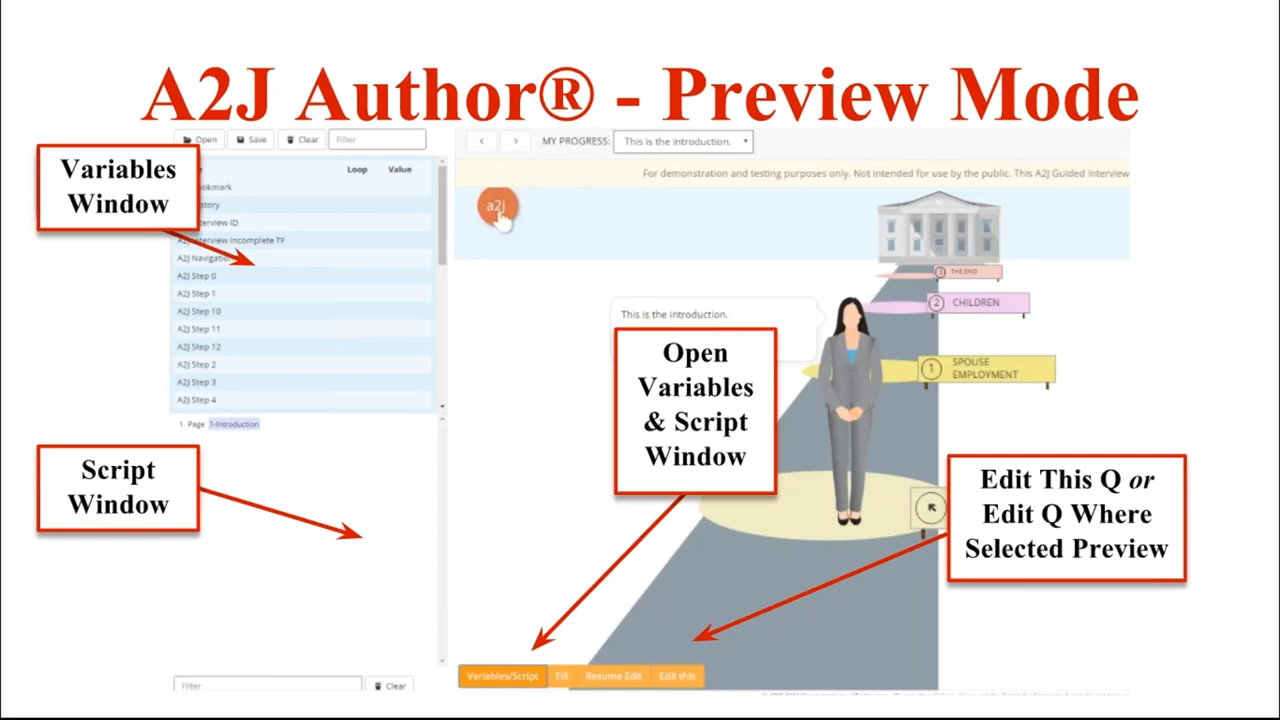 A2J Author® - Preview Mode
Open Save Clear Filter
MY PROGRESS: This is the introduction.
Variables
Window
Loop Value
For demonstration and testing purposes only. Not intended for use by the public. This A2J Guided Interview
a2j
A2J Interview Incomplete TF
A2J Step 0
A2J Step 1
A2J Step 10
A2J Step 11
A2J Step 12
A2J Step 2
A2J Step 3
A2J Step 4
1. Page 1-Introduction
3 THE END
2 CHILDREN
1 SPOUSE
EMPLOYMENT
This is the introduction.
Open
Variables
& Script
Window
Script
Window
Edit This Q or
Edit Q Where
Selected Preview
Variables/Script Fill Resume Edit Edit this
Filter Clear